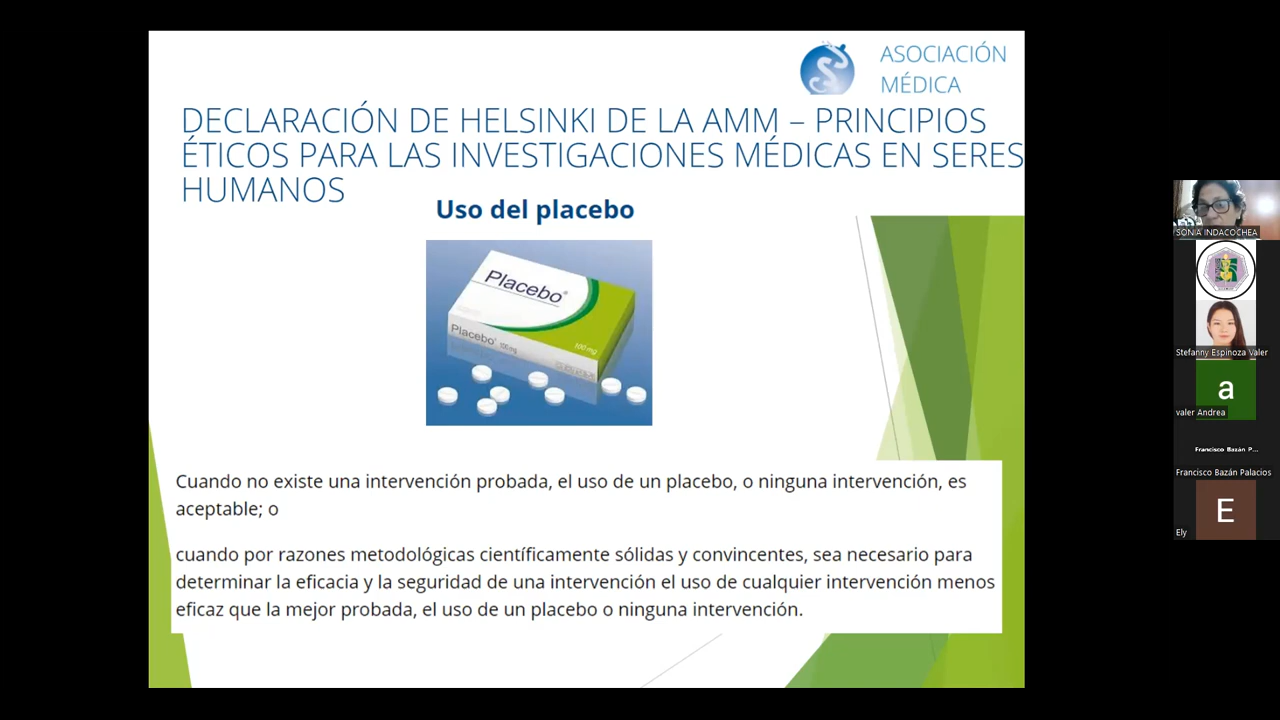 ASOCIACIÓN
MÉDICA
DECLARACIÓN DE HELSINKI DE LA AMM – PRINCIPIOS
ÉTICOS PARA LAS INVESTIGACIONES MÉDICAS EN SERES
HUMANOS
Uso del placebo
Placebo®
Placebo® 100 mg
100 mg
Cuando no existe una intervención probada, el uso de un placebo, o ninguna intervención, es
aceptable; o
cuando por razones metodológicas científicamente sólidas y convincentes, sea necesario para
determinar la eficacia y la seguridad de una intervención el uso de cualquier intervención menos
eficaz que la mejor probada, el uso de un placebo o ninguna intervención.
SONIA INDACOCHEA
Stefanny Espinoza Valer
a
valer Andrea
Francisco Bazán P...
Francisco Bazán Palacios
E
Ely